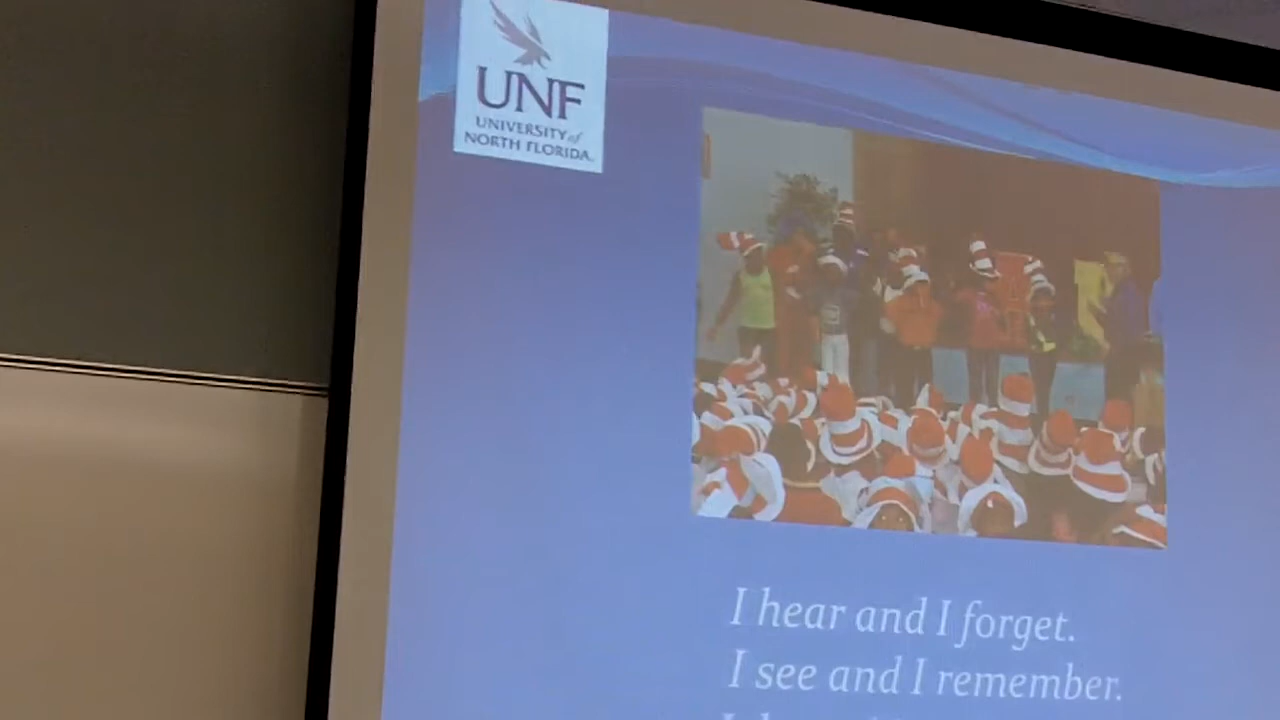 UNF
UNIVERSITY of
NORTH FLORIDA.
I hear and I forget.
I see and I remember.